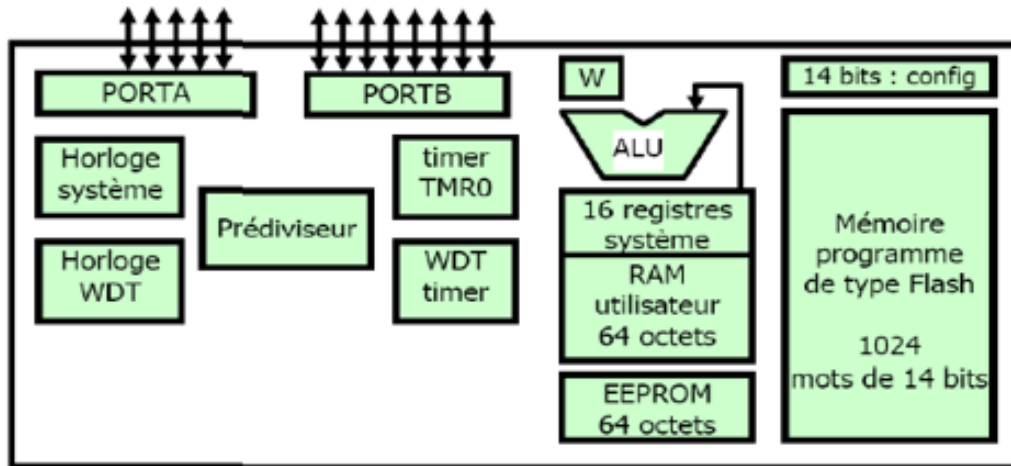 PORTA
PORTB
W
14 bits : config
ALU
Horloge
système
timer
TMR0
Prédiviseur
Horloge
WDT
WDT
timer
16 registres
système
RAM
utilisateur
64 octets
EEPROM
64 octets
Mémoire
programme
de type Flash
1024
mots de 14 bits